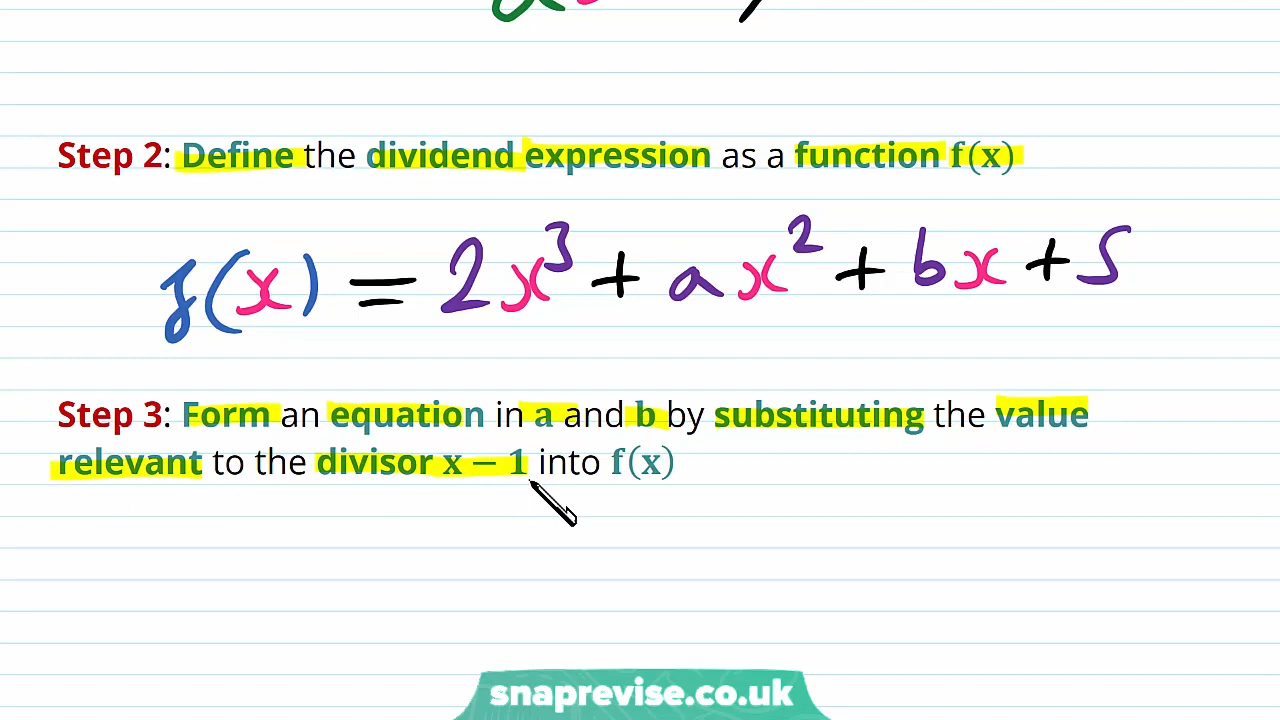 Step 2: Define the dividend expression as a function f(x)
f(x) = 2x³ + ax² + bx + 5
Step 3: Form an equation in a and b by substituting the value
relevant to the divisor x − 1 into f(x)
snaprevise.co.uk